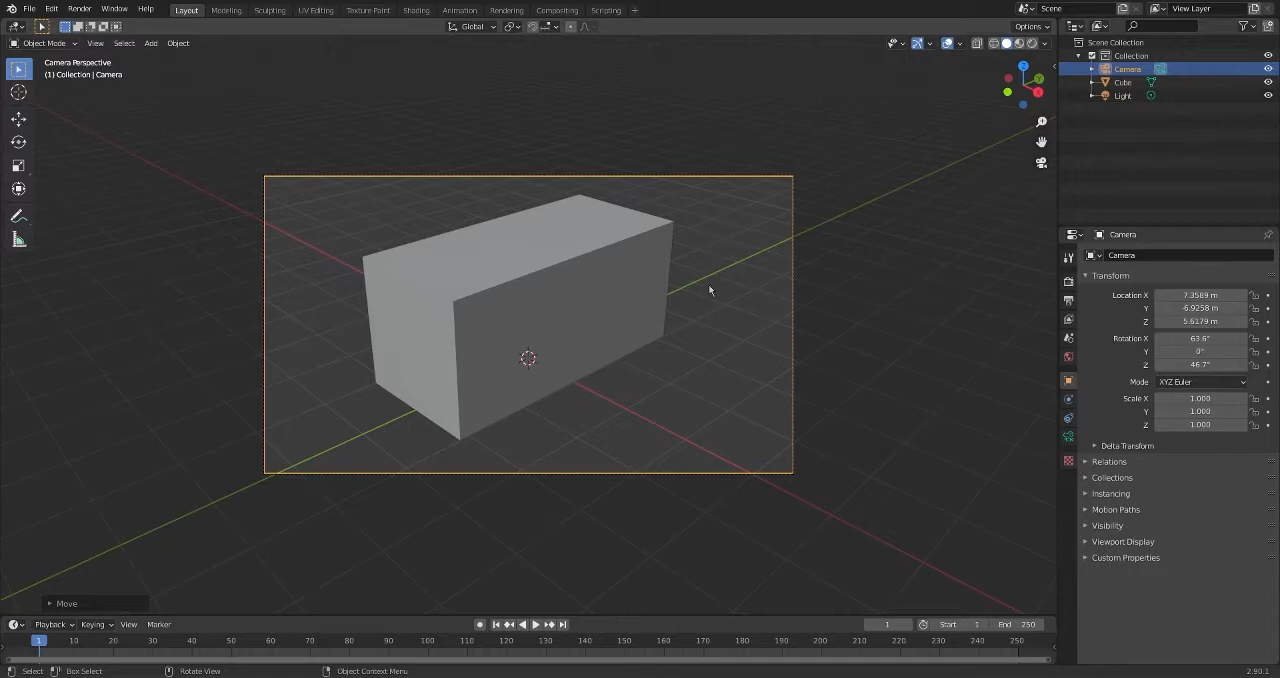 File Edit Render Window Help Layout Modeling Sculpting UV Editing Texture Paint Shading Animation Rendering Compositing Scripting + Scene View Layer
Global Options
Object Mode View Select Add Object
Camera Perspective
(1) Collection | Camera
Z
Y
X
Move
Scene Collection
Collection
Camera
Cube
Light
Camera
Camera
Transform
Location X 7.3589 m
Y -6.9258 m
Z 5.6179 m
Rotation X 63.6°
Y 0°
Z 46.7°
Mode XYZ Euler
Scale X 1.000
Y 1.000
Z 1.000
Delta Transform
Relations
Collections
Instancing
Motion Paths
Visibility
Viewport Display
Custom Properties
Playback Keying View Marker 1 Start 1 End 250
1 10 20 30 40 50 60 70 80 90 100 110 120 130 140 150 160 170 180 190 200 210 220 230 240 250
Select Box Select Rotate View Object Context Menu 2.90.1